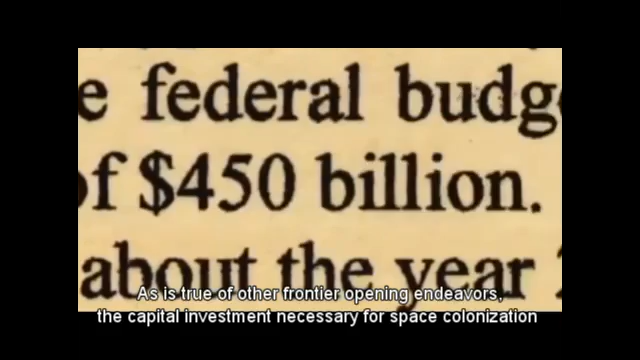 e federal budg
of $450 billion.
about the year
As is true of other frontier opening endeavors,
the capital investment necessary for space colonization